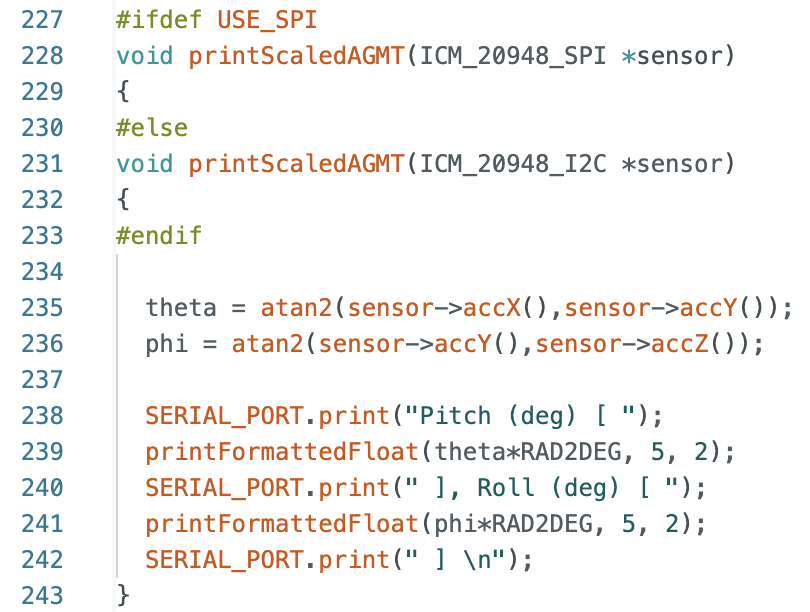 227 #ifdef USE_SPI
228 void printScaledAGMT(ICM_20948_SPI *sensor)
229 {
230 #else
231 void printScaledAGMT(ICM_20948_I2C *sensor)
232 {
233 #endif
234
235   theta = atan2(sensor->accX(),sensor->accY());
236   phi = atan2(sensor->accY(),sensor->accZ());
237
238   SERIAL_PORT.print("Pitch (deg) [ ");
239   printFormattedFloat(theta*RAD2DEG, 5, 2);
240   SERIAL_PORT.print(" ], Roll (deg) [ ");
241   printFormattedFloat(phi*RAD2DEG, 5, 2);
242   SERIAL_PORT.print(" ] \n");
243 }